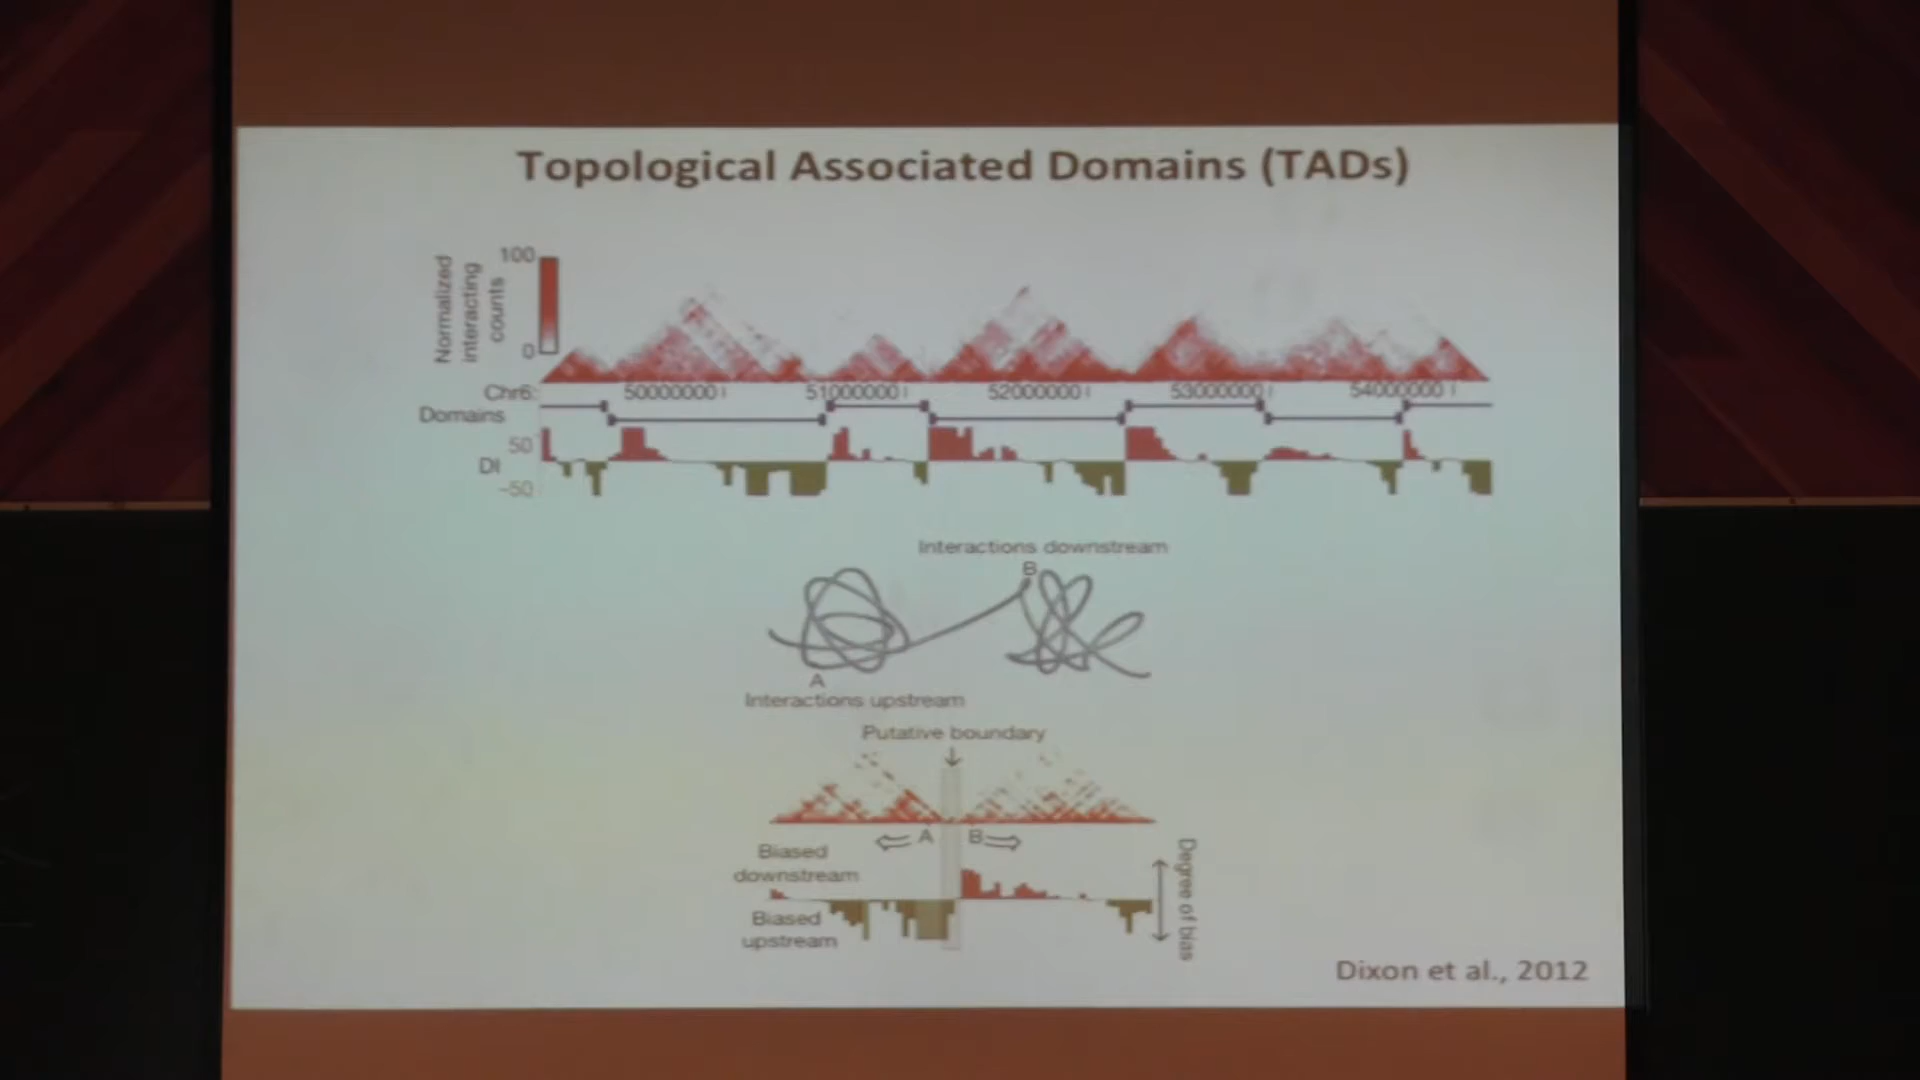 Topological Associated Domains (TADs)
Normalized
interacting
counts
100
0
Chr6:
50000000
51000000
52000000
53000000
54000000
Domains
50
DI
-50
Interactions downstream
B
A
Interactions upstream
Putative boundary
A
B
Biased
downstream
Biased
upstream
Degree of bias
Dixon et al., 2012